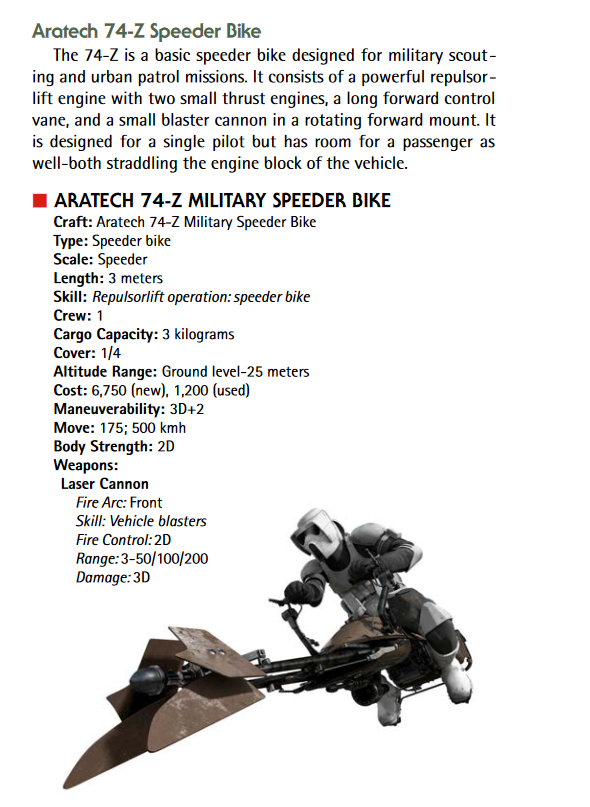 Aratech 74-Z Speeder Bike
The 74-Z is a basic speeder bike designed for military scout-
ing and urban patrol missions. It consists of a powerful repulsor-
lift engine with two small thrust engines, a long forward control
vane, and a small blaster cannon in a rotating forward mount. It
is designed for a single pilot but has room for a passenger as
well-both straddling the engine block of the vehicle.
ARATECH 74-Z MILITARY SPEEDER BIKE
Craft: Aratech 74-Z Military Speeder Bike
Type: Speeder bike
Scale: Speeder
Length: 3 meters
Skill: Repulsorlift operation: speeder bike
Crew: 1
Cargo Capacity: 3 kilograms
Cover: 1/4
Altitude Range: Ground level-25 meters
Cost: 6,750 (new), 1,200 (used)
Maneuverability: 3D+2
Move: 175; 500 kmh
Body Strength: 2D
Weapons:
Laser Cannon
Fire Arc: Front
Skill: Vehicle blasters
Fire Control: 2D
Range: 3-50/100/200
Damage: 3D